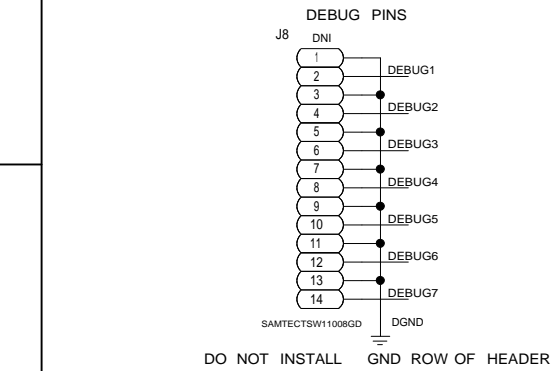 DEBUG PINS
J8 DNI
1
2 DEBUG1
3
4 DEBUG2
5
6 DEBUG3
7
8 DEBUG4
9
10 DEBUG5
11
12 DEBUG6
13
14 DEBUG7
SAMTECTSW11008GD DGND
DO NOT INSTALL GND ROW OF HEADER